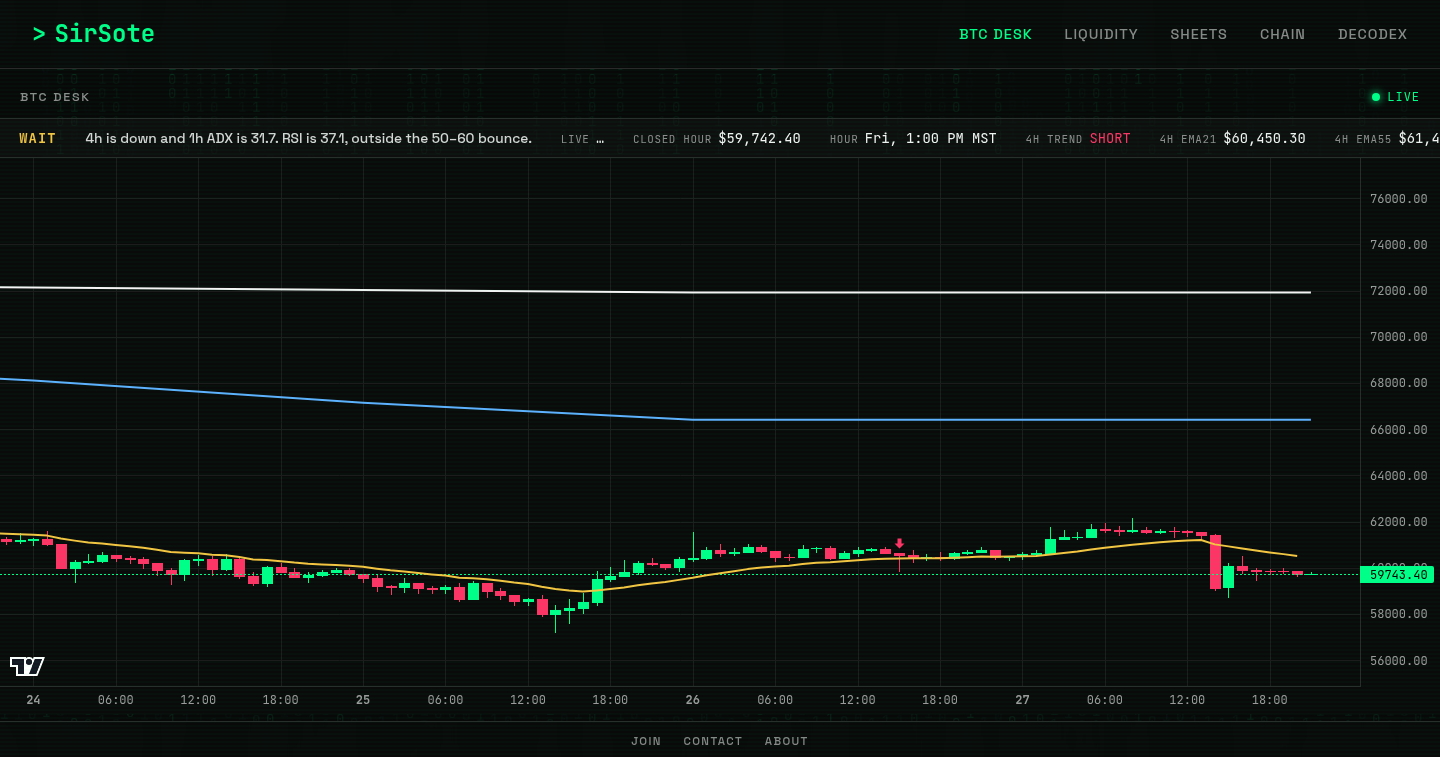 > SirSote
BTC DESK LIQUIDITY SHEETS CHAIN DECODEX
BTC DESK
LIVE
WAIT 4h is down and 1h ADX is 31.7. RSI is 37.1, outside the 50–60 bounce. LIVE … CLOSED HOUR $59,742.40 HOUR Fri, 1:00 PM MST 4H TREND SHORT 4H EMA21 $60,450.30 4H EMA55 $61,4
76000.00
74000.00
72000.00
70000.00
68000.00
66000.00
64000.00
62000.00
59743.40
58000.00
56000.00
24 06:00 12:00 18:00 25 06:00 12:00 18:00 26 06:00 12:00 18:00 27 06:00 12:00 18:00
JOIN CONTACT ABOUT